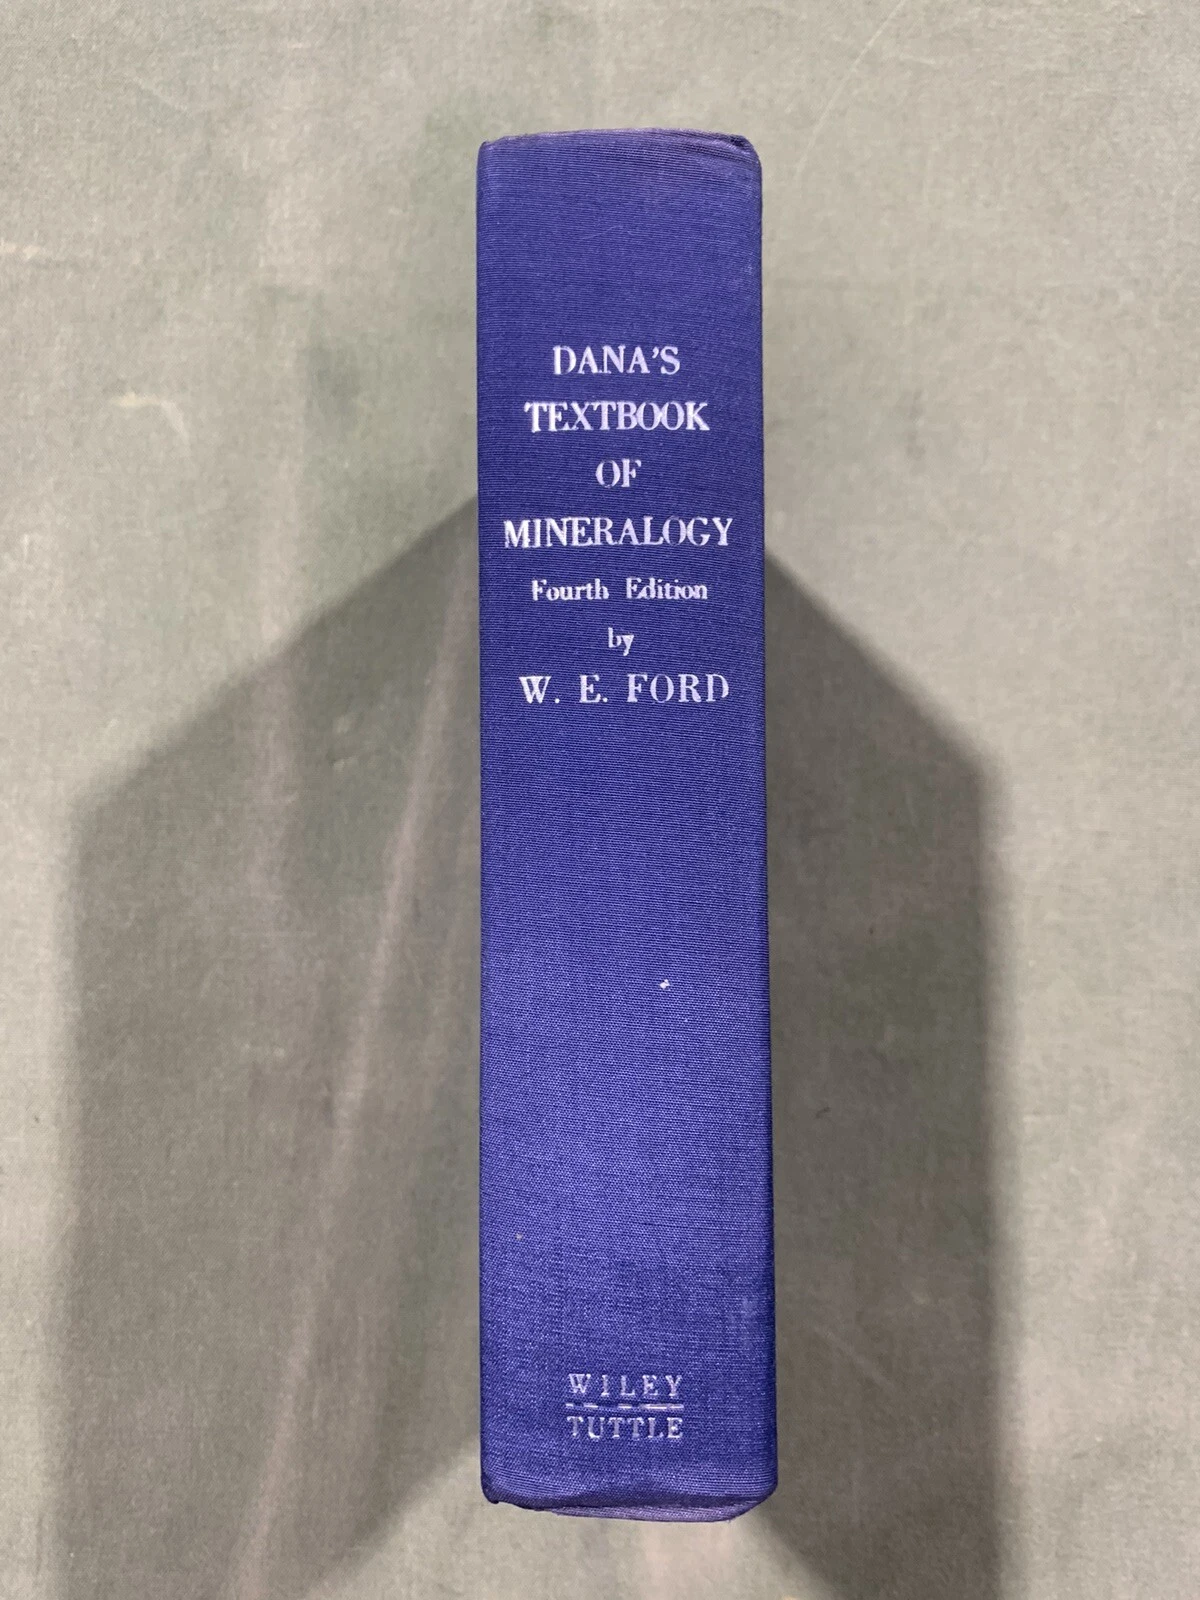 DANA'S
TEXTBOOK
OF
MINERALOGY
Fourth Edition
by
W. E. FORD
WILEY
TUTTLE